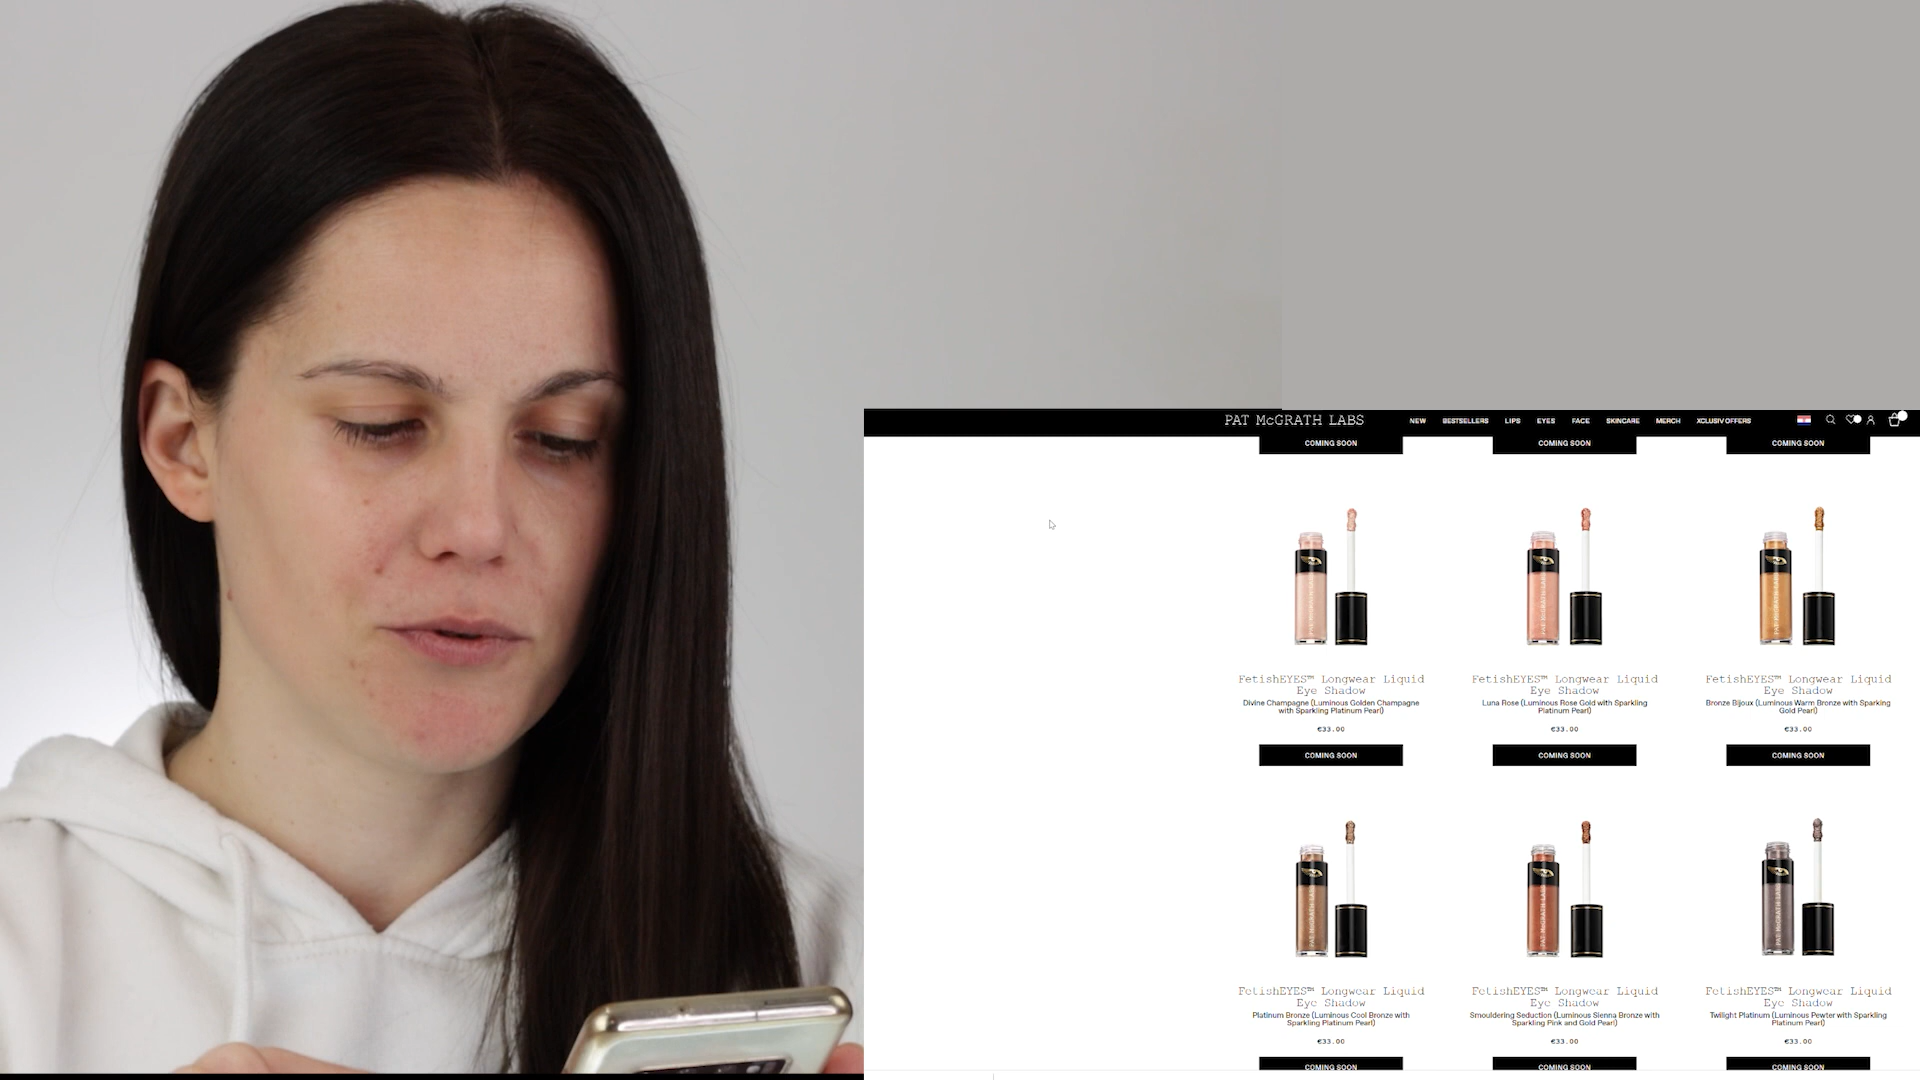 PAT McGRATH LABS
NEW BESTSELLERS LIPS EYES FACE SKINCARE MERCH XCLUSIV OFFERS
COMING SOON COMING SOON COMING SOON
FetishEYES™ Longwear Liquid
Eye Shadow
Divine Champagne (Luminous Golden Champagne
with Sparkling Platinum Pearl)
€33.00
COMING SOON
FetishEYES™ Longwear Liquid
Eye Shadow
Luna Rose (Luminous Rose Gold with Sparkling
Platinum Pearl)
€33.00
COMING SOON
FetishEYES™ Longwear Liquid
Eye Shadow
Bronze Bijoux (Luminous Warm Bronze with Sparking
Gold Pearl)
€33.00
COMING SOON
FetishEYES™ Longwear Liquid
Eye Shadow
Platinum Bronze (Luminous Cool Bronze with
Sparkling Platinum Pearl)
€33.00
COMING SOON
FetishEYES™ Longwear Liquid
Eye Shadow
Smouldering Seduction (Luminous Sienna Bronze with
Sparkling Pink and Gold Pearl)
€33.00
COMING SOON
FetishEYES™ Longwear Liquid
Eye Shadow
Twilight Platinum (Luminous Pewter with Sparkling
Platinum Pearl)
€33.00
COMING SOON